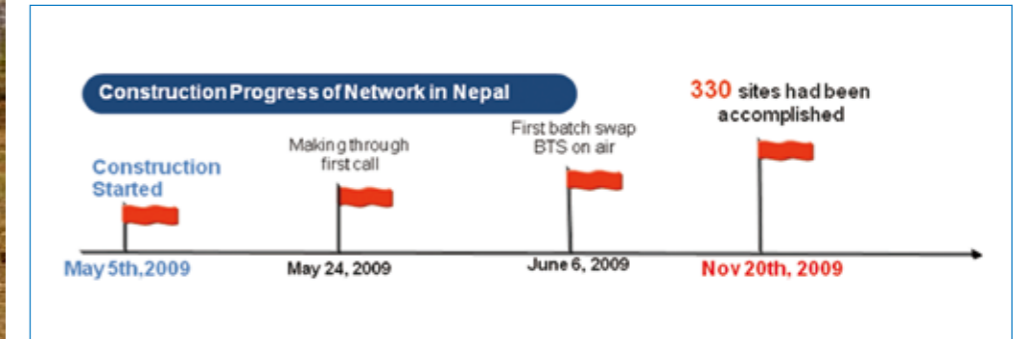 Construction Progress of Network in Nepal
330 sites had been
accomplished
First batch swap
BTS on air
Making through
first call
Construction
Started
May 5th,2009
May 24, 2009
June 6, 2009
Nov 20th, 2009